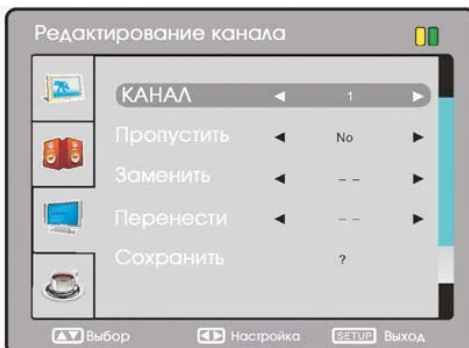 Редактирование канала
КАНАЛ ◀ 1 ▶
Пропустить ◀ No ▶
Заменить ◀ – – ▶
Перенести ◀ – – ▶
Сохранить ?
▲▼ Выбор ◀▶ Настройка SETUP Выход